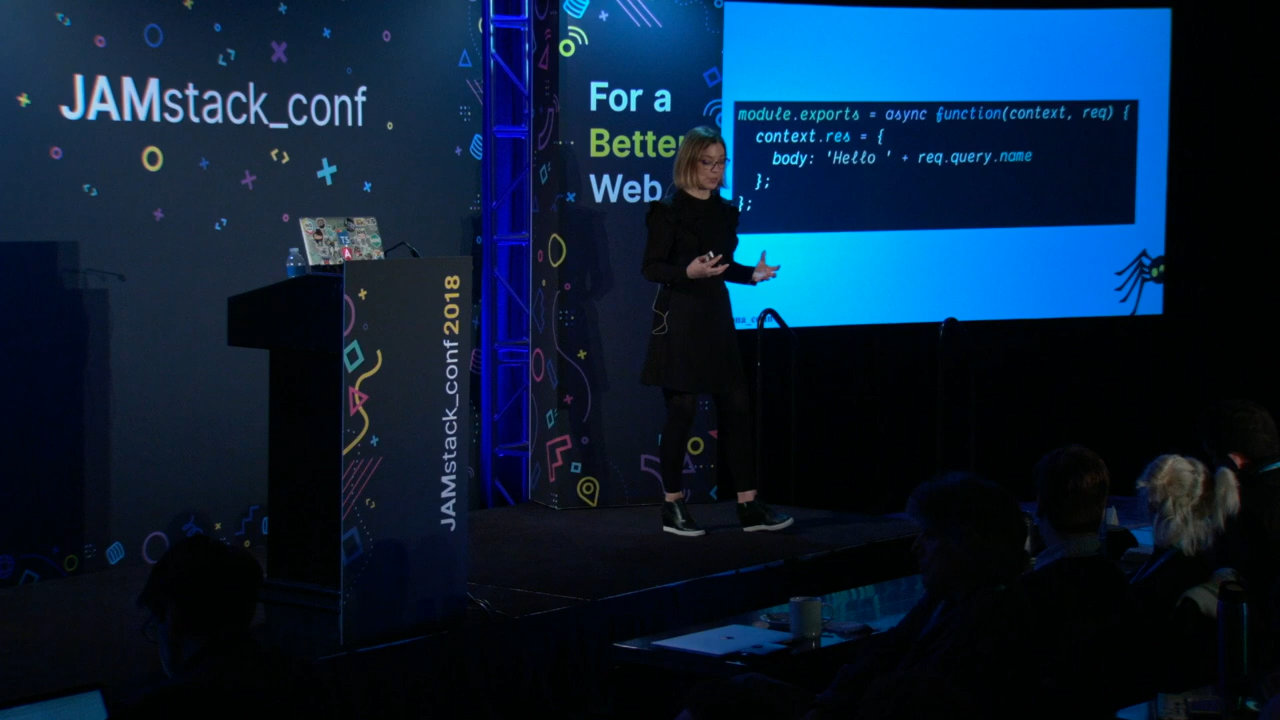 JAMstack_conf
For a
Better
Web
module.exports = async function(context, req) {
context.res = {
body: 'Hello ' + req.query.name
};
};
JAMstack_conf 2018
TS
A